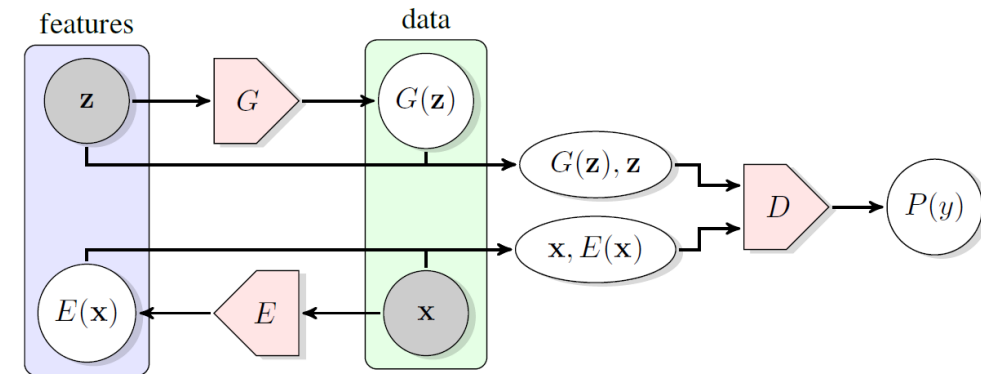 features
data
z
G
G(z)
G(z), z
D
P(y)
x, E(x)
E(x)
E
x